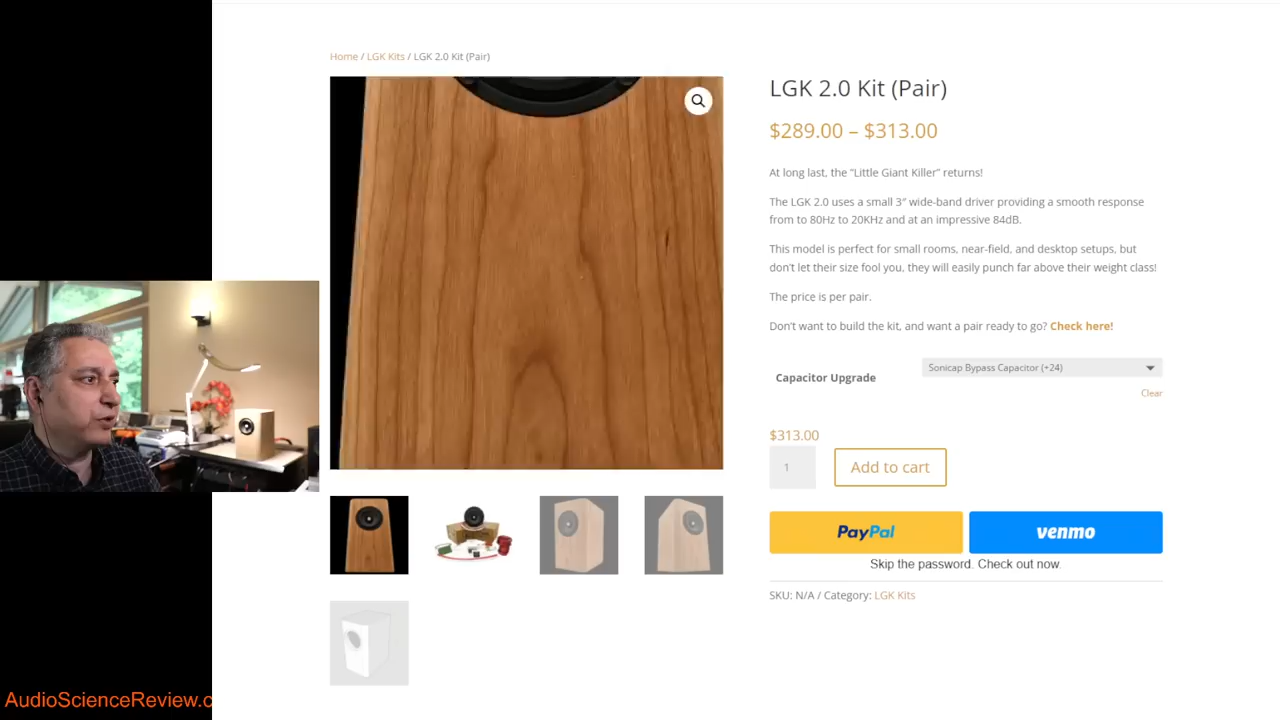 Home / LGK Kits / LGK 2.0 Kit (Pair)
LGK 2.0 Kit (Pair)
$289.00 – $313.00
At long last, the "Little Giant Killer" returns!
The LGK 2.0 uses a small 3″ wide-band driver providing a smooth response
from to 80Hz to 20KHz and at an impressive 84dB.
This model is perfect for small rooms, near-field, and desktop setups, but
don't let their size fool you, they will easily punch far above their weight class!
The price is per pair.
Don't want to build the kit, and want a pair ready to go? Check here!
Capacitor Upgrade
Sonicap Bypass Capacitor (+24)
Clear
$313.00
1
Add to cart
PayPal
venmo
Skip the password. Check out now.
SKU: N/A / Category: LGK Kits
AudioScienceReview.c